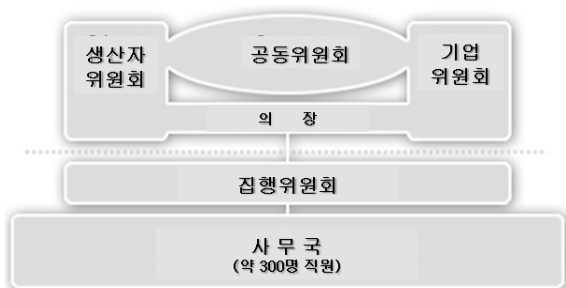 생산자
위원회
공동위원회
기업
위원회
의 장
집행위원회
사 무 국
(약 300명 직원)